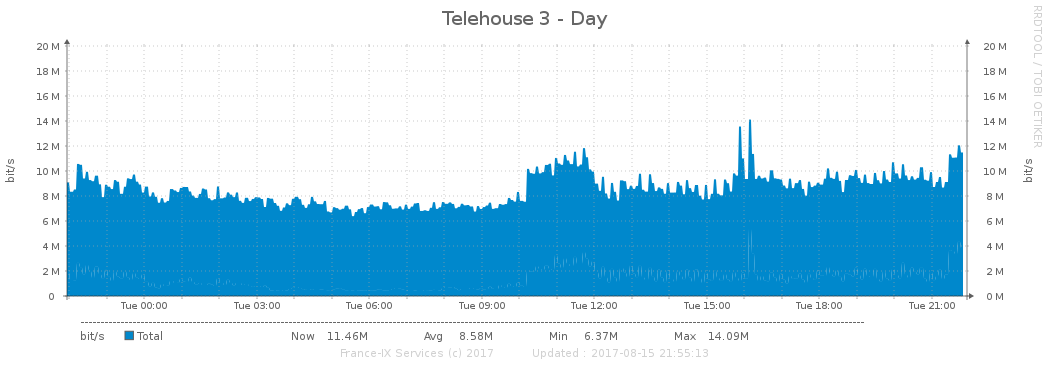 Telehouse 3 - Day
RRDTOOL / TOBI OETIKER
bit/s
20 M
18 M
16 M
14 M
12 M
10 M
8 M
6 M
4 M
2 M
0
20 M
18 M
16 M
14 M
12 M
10 M
8 M
6 M
4 M
2 M
0 M
bit/s
Tue 00:00 Tue 03:00 Tue 06:00 Tue 09:00 Tue 12:00 Tue 15:00 Tue 18:00 Tue 21:00
bit/s Total Now 11.46M Avg 8.58M Min 6.37M Max 14.09M
France-IX Services (c) 2017 Updated : 2017-08-15 21:55:13